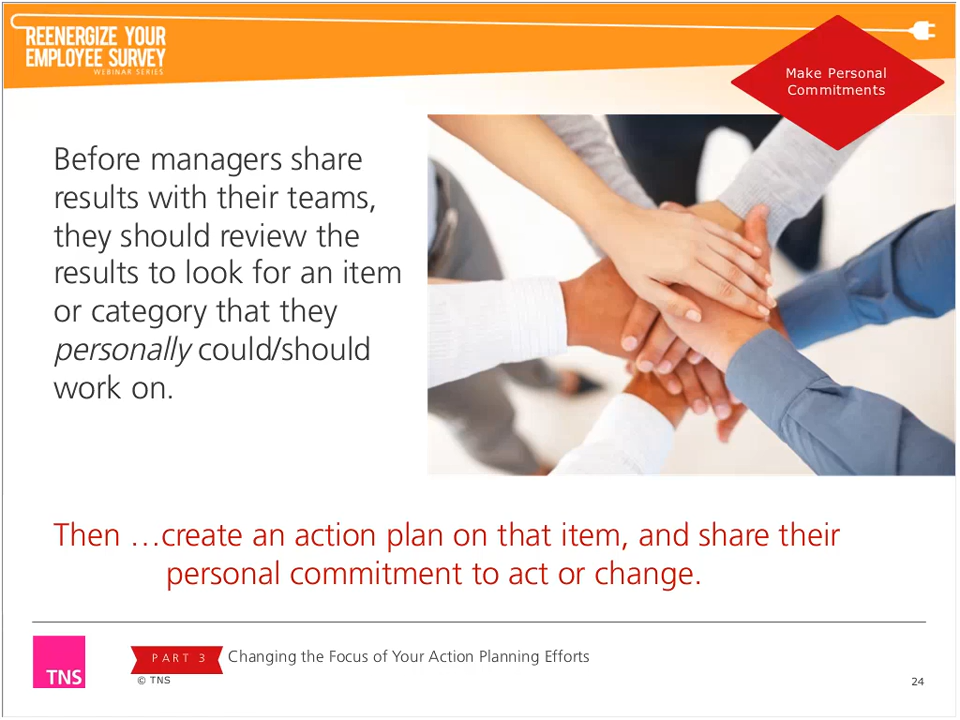 REENERGIZE YOUR
EMPLOYEE SURVEY
WEBINAR SERIES
Make Personal
Commitments
Before managers share
results with their teams,
they should review the
results to look for an item
or category that they
personally could/should
work on.
Then …create an action plan on that item, and share their
personal commitment to act or change.
TNS
PART 3
Changing the Focus of Your Action Planning Efforts
© TNS
24